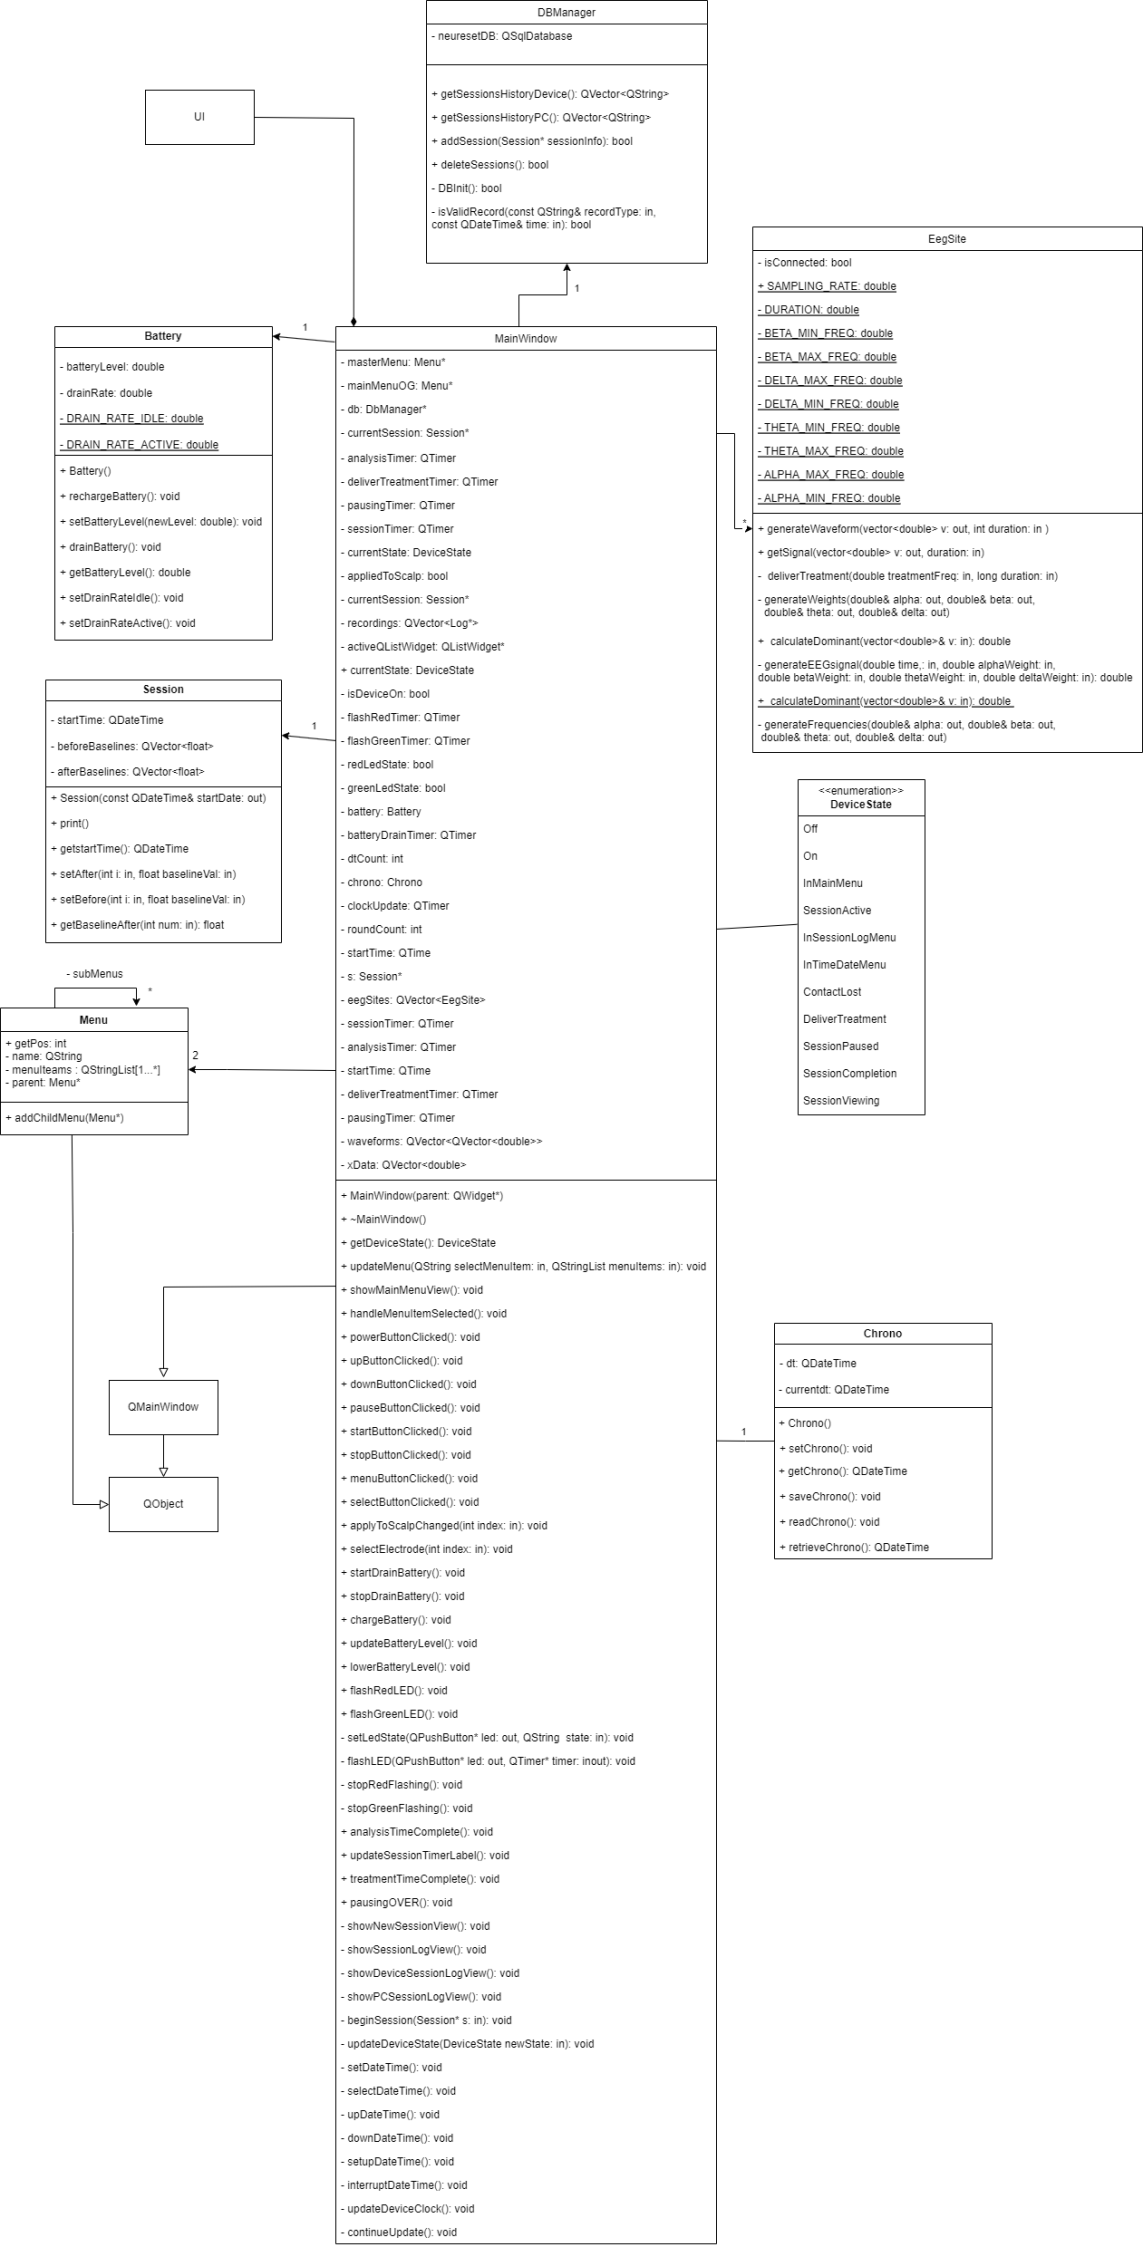 DBManager
- neuresetDB: QSqlDatabase
+ getSessionsHistoryDevice(): QVector<QString>
+ getSessionsHistoryPC(): QVector<QString>
+ addSession(Session* sessionInfo): bool
+ deleteSessions(): bool
- DBInit(): bool
- isValidRecord(const QString& recordType: in,
const QDateTime& time: in): bool
UI
1
EegSite
- isConnected: bool
+ SAMPLING_RATE: double
- DURATION: double
- BETA_MIN_FREQ: double
- BETA_MAX_FREQ: double
- DELTA_MAX_FREQ: double
- DELTA_MIN_FREQ: double
- THETA_MIN_FREQ: double
- THETA_MAX_FREQ: double
- ALPHA_MAX_FREQ: double
- ALPHA_MIN_FREQ: double
+ generateWaveform(vector<double> v: out, int duration: in )
+ getSignal(vector<double> v: out, duration: in)
- deliverTreatment(double treatmentFreq: in, long duration: in)
- generateWeights(double& alpha: out, double& beta: out,
double& theta: out, double& delta: out)
+ calculateDominant(vector<double>& v: in): double
- generateEEGsignal(double time,: in, double alphaWeight: in,
double betaWeight: in, double thetaWeight: in, double deltaWeight: in): double
+ calculateDominant(vector<double>& v: in): double
- generateFrequencies(double& alpha: out, double& beta: out,
double& theta: out, double& delta: out)
*
1
Battery
- batteryLevel: double
- drainRate: double
- DRAIN_RATE_IDLE: double
- DRAIN_RATE_ACTIVE: double
+ Battery()
+ rechargeBattery(): void
+ setBatteryLevel(newLevel: double): void
+ drainBattery(): void
+ getBatteryLevel(): double
+ setDrainRateIdle(): void
+ setDrainRateActive(): void
Session
- startTime: QDateTime
- beforeBaselines: QVector<float>
- afterBaselines: QVector<float>
+ Session(const QDateTime& startDate: out)
+ print()
+ getstartTime(): QDateTime
+ setAfter(int i: in, float baselineVal: in)
+ setBefore(int i: in, float baselineVal: in)
+ getBaselineAfter(int num: in): float
1
- subMenus
*
Menu
+ getPos: int
- name: QString
- menuIteams : QStringList[1...*]
- parent: Menu*
+ addChildMenu(Menu*)
2
QMainWindow
QObject
MainWindow
- masterMenu: Menu*
- mainMenuOG: Menu*
- db: DbManager*
- currentSession: Session*
- analysisTimer: QTimer
- deliverTreatmentTimer: QTimer
- pausingTimer: QTimer
- sessionTimer: QTimer
- currentState: DeviceState
- appliedToScalp: bool
- currentSession: Session*
- recordings: QVector<Log*>
- activeQListWidget: QListWidget*
+ currentState: DeviceState
- isDeviceOn: bool
- flashRedTimer: QTimer
- flashGreenTimer: QTimer
- redLedState: bool
- greenLedState: bool
- battery: Battery
- batteryDrainTimer: QTimer
- dtCount: int
- chrono: Chrono
- clockUpdate: QTimer
- roundCount: int
- startTime: QTime
- s: Session*
- eegSites: QVector<EegSite>
- sessionTimer: QTimer
- analysisTimer: QTimer
- startTime: QTime
- deliverTreatmentTimer: QTimer
- pausingTimer: QTimer
- waveforms: QVector<QVector<double>>
- xData: QVector<double>
+ MainWindow(parent: QWidget*)
+ ~MainWindow()
+ getDeviceState(): DeviceState
+ updateMenu(QString selectMenuItem: in, QStringList menuItems: in): void
+ showMainMenuView(): void
+ handleMenuItemSelected(): void
+ powerButtonClicked(): void
+ upButtonClicked(): void
+ downButtonClicked(): void
+ pauseButtonClicked(): void
+ startButtonClicked(): void
+ stopButtonClicked(): void
+ menuButtonClicked(): void
+ selectButtonClicked(): void
+ applyToScalpChanged(int index: in): void
+ selectElectrode(int index: in): void
+ startDrainBattery(): void
+ stopDrainBattery(): void
+ chargeBattery(): void
+ updateBatteryLevel(): void
+ lowerBatteryLevel(): void
+ flashRedLED(): void
+ flashGreenLED(): void
- setLedState(QPushButton* led: out, QString state: in): void
- flashLED(QPushButton* led: out, QTimer* timer: inout): void
- stopRedFlashing(): void
- stopGreenFlashing(): void
+ analysisTimeComplete(): void
+ updateSessionTimerLabel(): void
+ treatmentTimeComplete(): void
+ pausingOVER(): void
- showNewSessionView(): void
- showSessionLogView(): void
- showDeviceSessionLogView(): void
- showPCSessionLogView(): void
- beginSession(Session* s: in): void
- updateDeviceState(DeviceState newState: in): void
- setDateTime(): void
- selectDateTime(): void
- upDateTime(): void
- downDateTime(): void
- setupDateTime(): void
- interruptDateTime(): void
- updateDeviceClock(): void
- continueUpdate(): void
<<enumeration>>
DeviceState
Off
On
InMainMenu
SessionActive
InSessionLogMenu
InTimeDateMenu
ContactLost
DeliverTreatment
SessionPaused
SessionCompletion
SessionViewing
1
Chrono
- dt: QDateTime
- currentdt: QDateTime
+ Chrono()
+ setChrono(): void
+ getChrono(): QDateTime
+ saveChrono(): void
+ readChrono(): void
+ retrieveChrono(): QDateTime